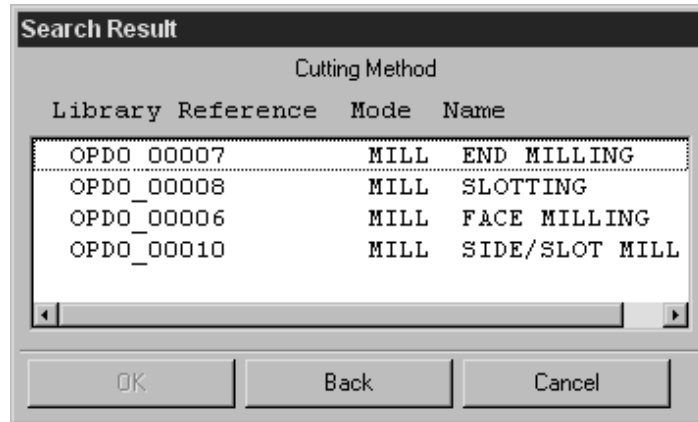 Search Result
Cutting Method
Library Reference Mode Name
OPD0_00007 MILL END MILLING
OPD0_00008 MILL SLOTTING
OPD0_00006 MILL FACE MILLING
OPD0_00010 MILL SIDE/SLOT MILL
OK Back Cancel